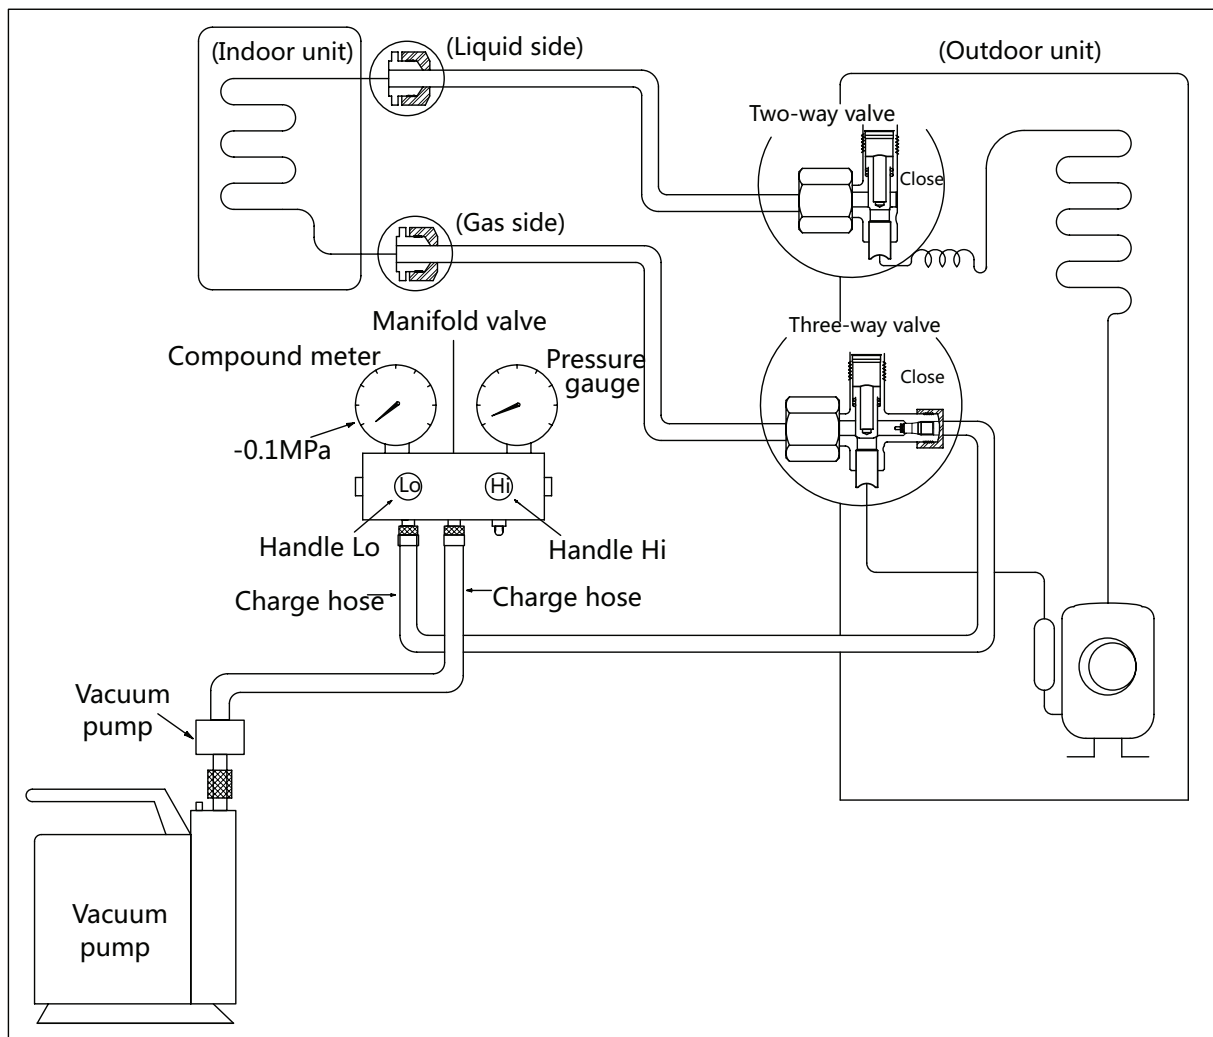 (Indoor unit)
(Liquid side)
(Outdoor unit)
Two-way valve
Close
(Gas side)
Manifold valve
Three-way valve
Compound meter
Pressure
gauge
Close
-0.1MPa
Lo
Hi
Handle Lo
Handle Hi
Charge hose
Charge hose
Vacuum
pump
Vacuum
pump